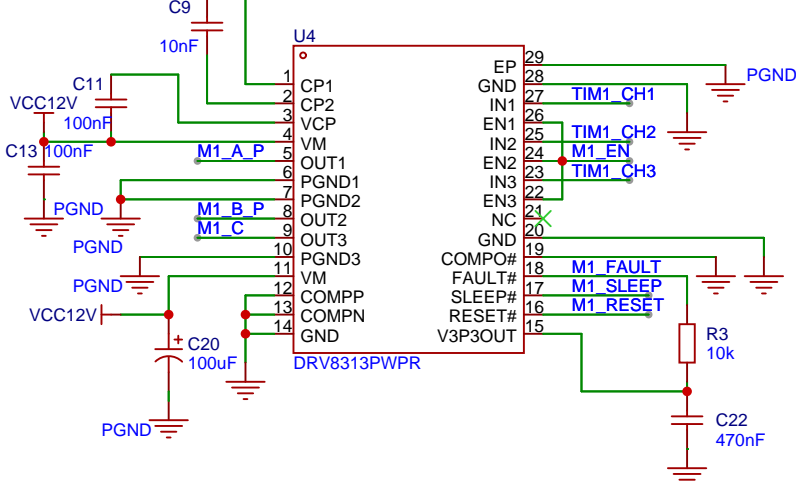 C9
10nF
U4
C11
100nF
VCC12V
C13 100nF
M1_A_P
PGND
PGND
M1_B_P
M1_C
PGND
VCC12V
C20
100uF
PGND
1 CP1
2 CP2
3 VCP
4 VM
5 OUT1
6 PGND1
7 PGND2
8 OUT2
9 OUT3
10 PGND3
11 VM
12 COMPP
13 COMPN
14 GND
EP 29
GND 28
IN1 27
EN1 26
IN2 25
EN2 24
IN3 23
EN3 22
NC 21
GND 20
COMPO# 19
FAULT# 18
SLEEP# 17
RESET# 16
V3P3OUT 15
DRV8313PWPR
PGND
TIM1_CH1
TIM1_CH2
M1_EN
TIM1_CH3
M1_FAULT
M1_SLEEP
M1_RESET
R3
10k
C22
470nF
+